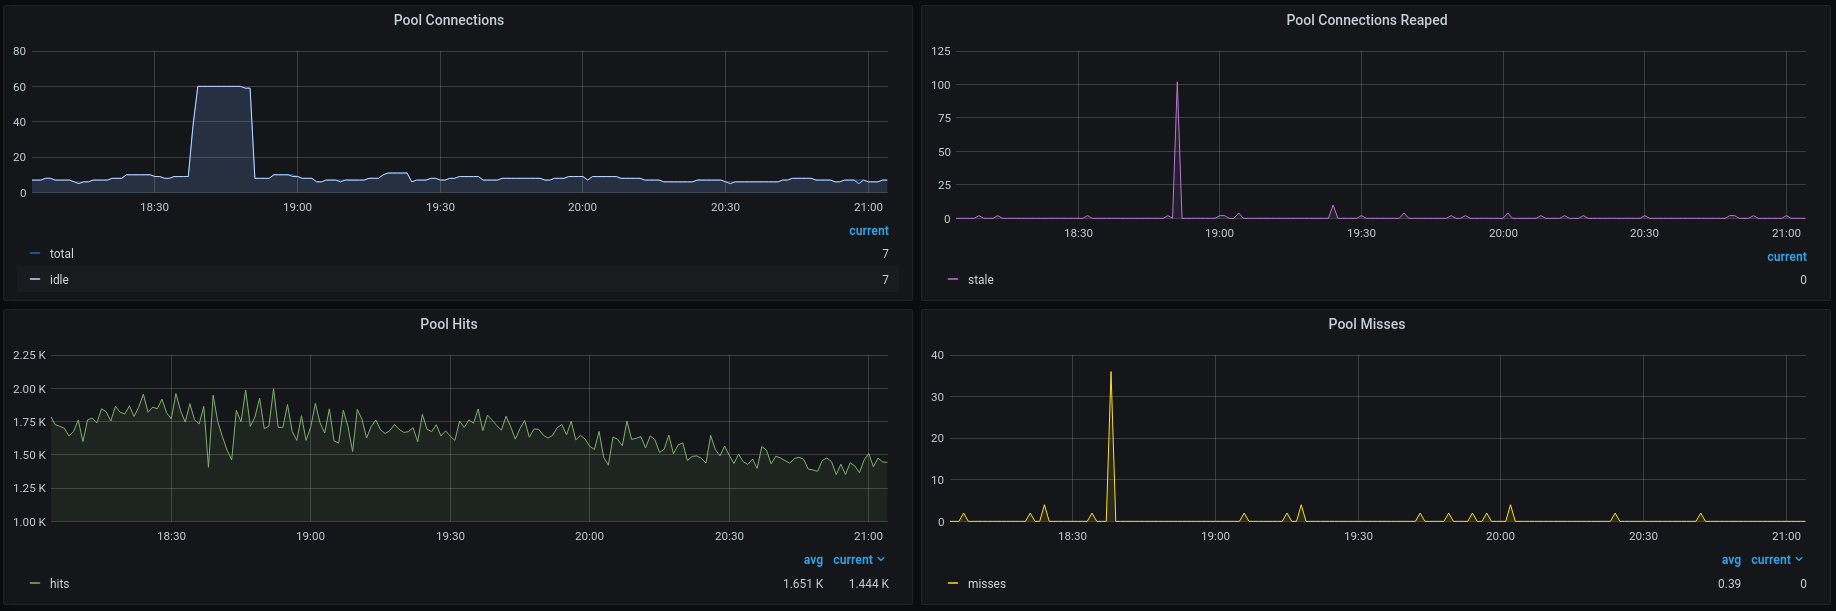 Pool Connections
80
60
40
20
0
18:30 19:00 19:30 20:00 20:30 21:00
current
total 7
idle 7
Pool Connections Reaped
125
100
75
50
25
0
18:30 19:00 19:30 20:00 20:30 21:00
current
stale 0
Pool Hits
2.25 K
2.00 K
1.75 K
1.50 K
1.25 K
1.00 K
18:30 19:00 19:30 20:00 20:30 21:00
avg current
hits 1.651 K 1.444 K
Pool Misses
40
30
20
10
0
18:30 19:00 19:30 20:00 20:30 21:00
avg current
misses 0.39 0